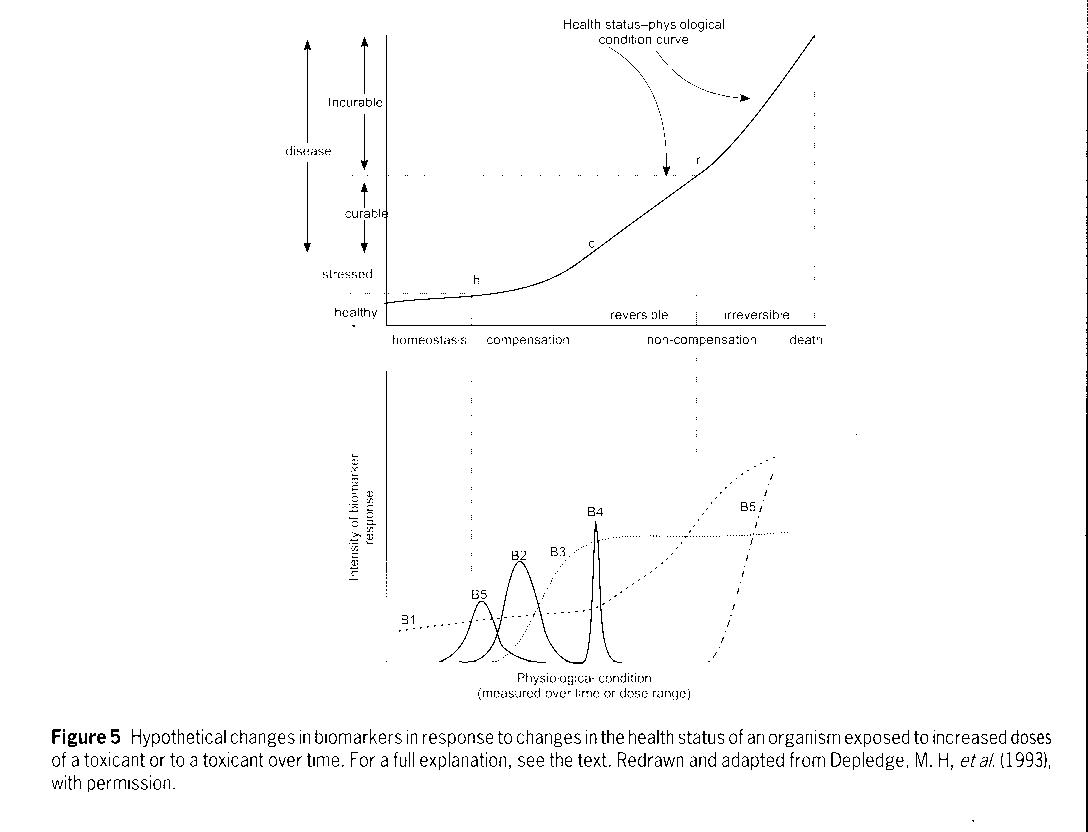 Health status–physiological
condition curve
Incurable
disease
r
curable
c
stressed
h
healthy
reversible irreversible
homeostasis compensation non-compensation death
Intensity of biomarker
response
B5
B4
B3
B2
B5
B1
Physiological condition
(measured over time or dose range)
Figure 5 Hypothetical changes in biomarkers in response to changes in the health status of an organism exposed to increased doses
of a toxicant or to a toxicant over time. For a full explanation, see the text. Redrawn and adapted from Depledge, M. H, et al. (1993),
with permission.